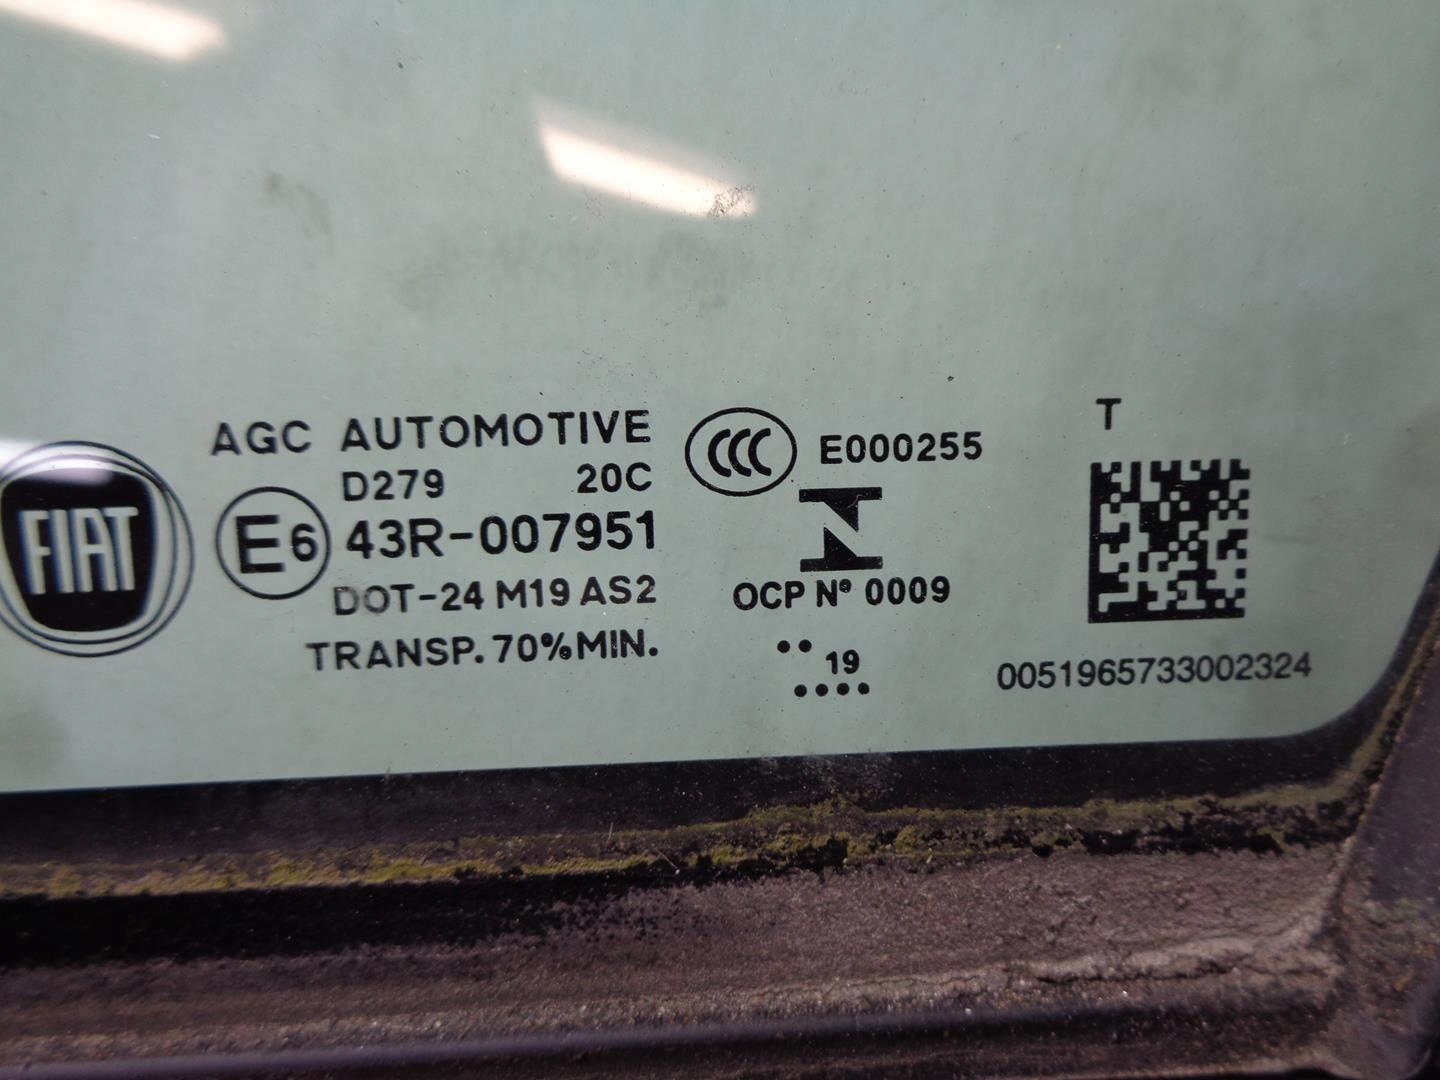 FIAT
AGC AUTOMOTIVE
D279 20C
E6 43R-007951
DOT-24 M19 AS2
TRANSP. 70% MIN.
CCC E000255
OCP Nº 0009
19
T
0051965733002324